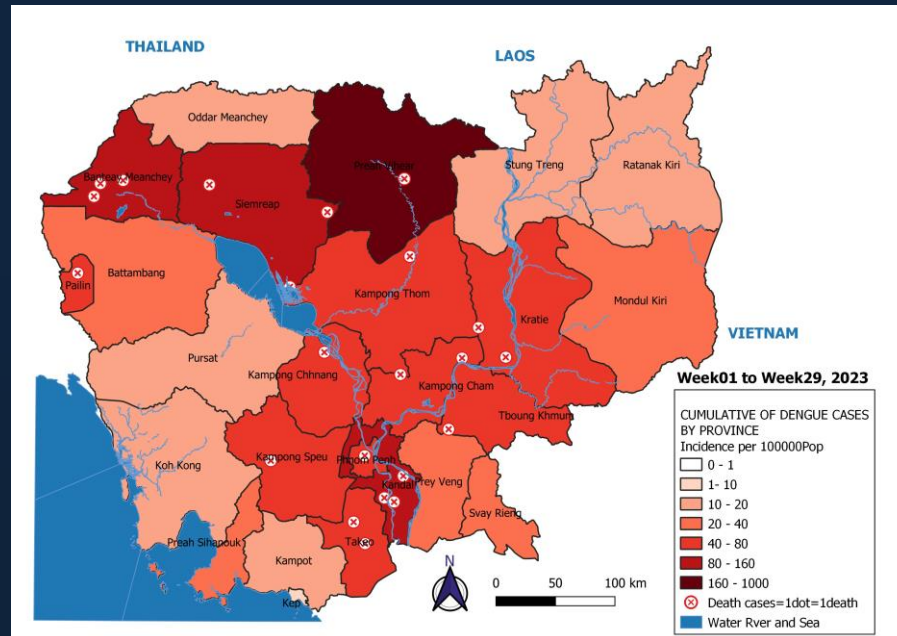 THAILAND
LAOS
Oddar Meanchey
Preah Vihear
Stung Treng
Ratanak Kiri
Banteay Meanchey
Siemreap
Battambang
Pailin
Kampong Thom
Kratie
Mondul Kiri
VIETNAM
Pursat
Kampong Chhnang
Kampong Cham
Tboung Khmum
Koh Kong
Kampong Speu
Phnom Penh
Kandal
Prey Veng
Svay Rieng
Preah Sihanouk
Takeo
Kampot
Kep
N
0 50 100 km
Week01 to Week29, 2023
CUMULATIVE OF DENGUE CASES
BY PROVINCE
Incidence per 100000Pop
0 - 1
1- 10
10 - 20
20 - 40
40 - 80
80 - 160
160 - 1000
Death cases=1dot=1death
Water Rver and Sea